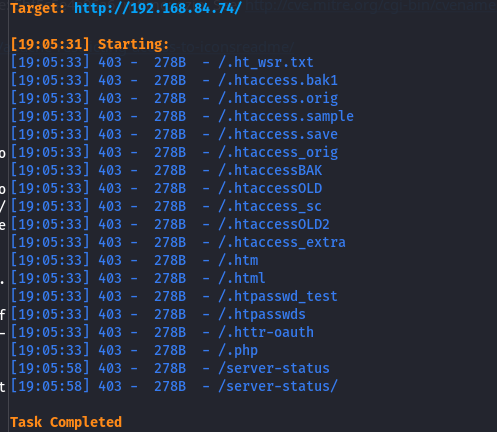 Target: http://192.168.84.74/
[19:05:31] Starting:
[19:05:33] 403 -  278B  - /.ht_wsr.txt
[19:05:33] 403 -  278B  - /.htaccess.bak1
[19:05:33] 403 -  278B  - /.htaccess.orig
[19:05:33] 403 -  278B  - /.htaccess.sample
[19:05:33] 403 -  278B  - /.htaccess.save
o [19:05:33] 403 -  278B  - /.htaccess_orig
[19:05:33] 403 -  278B  - /.htaccessBAK
o [19:05:33] 403 -  278B  - /.htaccessOLD
/ [19:05:33] 403 -  278B  - /.htaccess_sc
e [19:05:33] 403 -  278B  - /.htaccessOLD2
[19:05:33] 403 -  278B  - /.htaccess_extra
[19:05:33] 403 -  278B  - /.htm
. [19:05:33] 403 -  278B  - /.html
[19:05:33] 403 -  278B  - /.htpasswd_test
f [19:05:33] 403 -  278B  - /.htpasswds
- [19:05:33] 403 -  278B  - /.httr-oauth
[19:05:33] 403 -  278B  - /.php
[19:05:58] 403 -  278B  - /server-status
t [19:05:58] 403 -  278B  - /server-status/
Task Completed